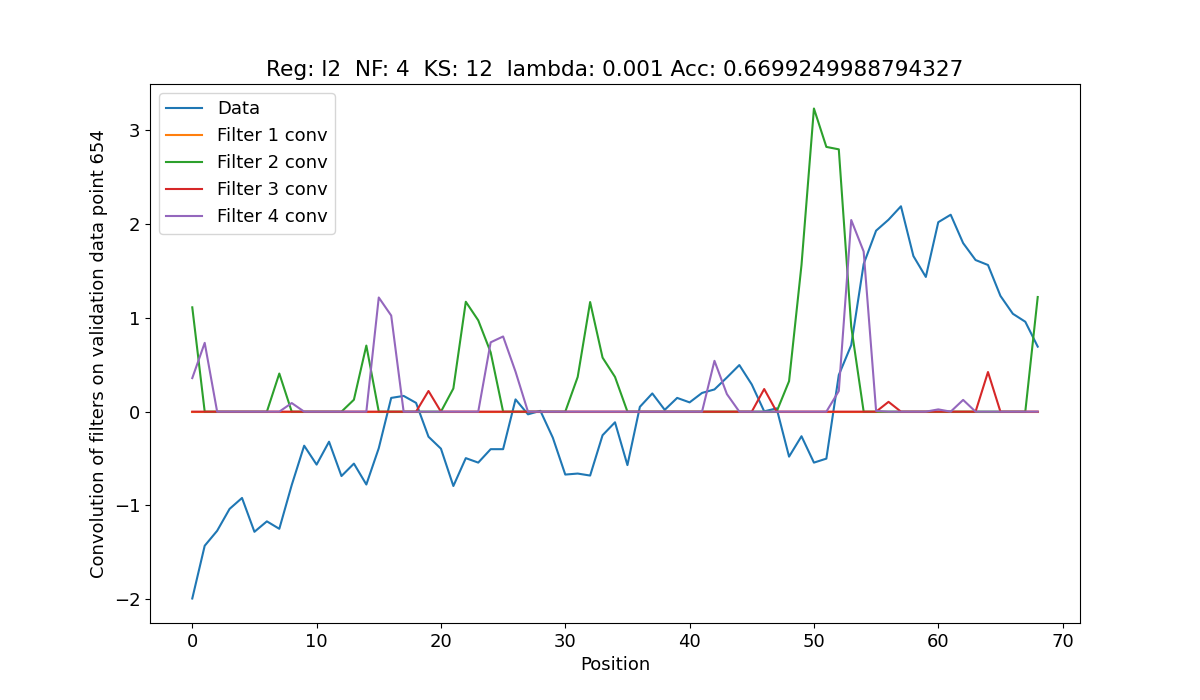 Reg: l2  NF: 4  KS: 12  lambda: 0.001 Acc: 0.6699249988794327
Data
Filter 1 conv
Filter 2 conv
Filter 3 conv
Filter 4 conv
Convolution of filters on validation data point 654
3
2
1
0
−1
−2
0 10 20 30 40 50 60 70
Position